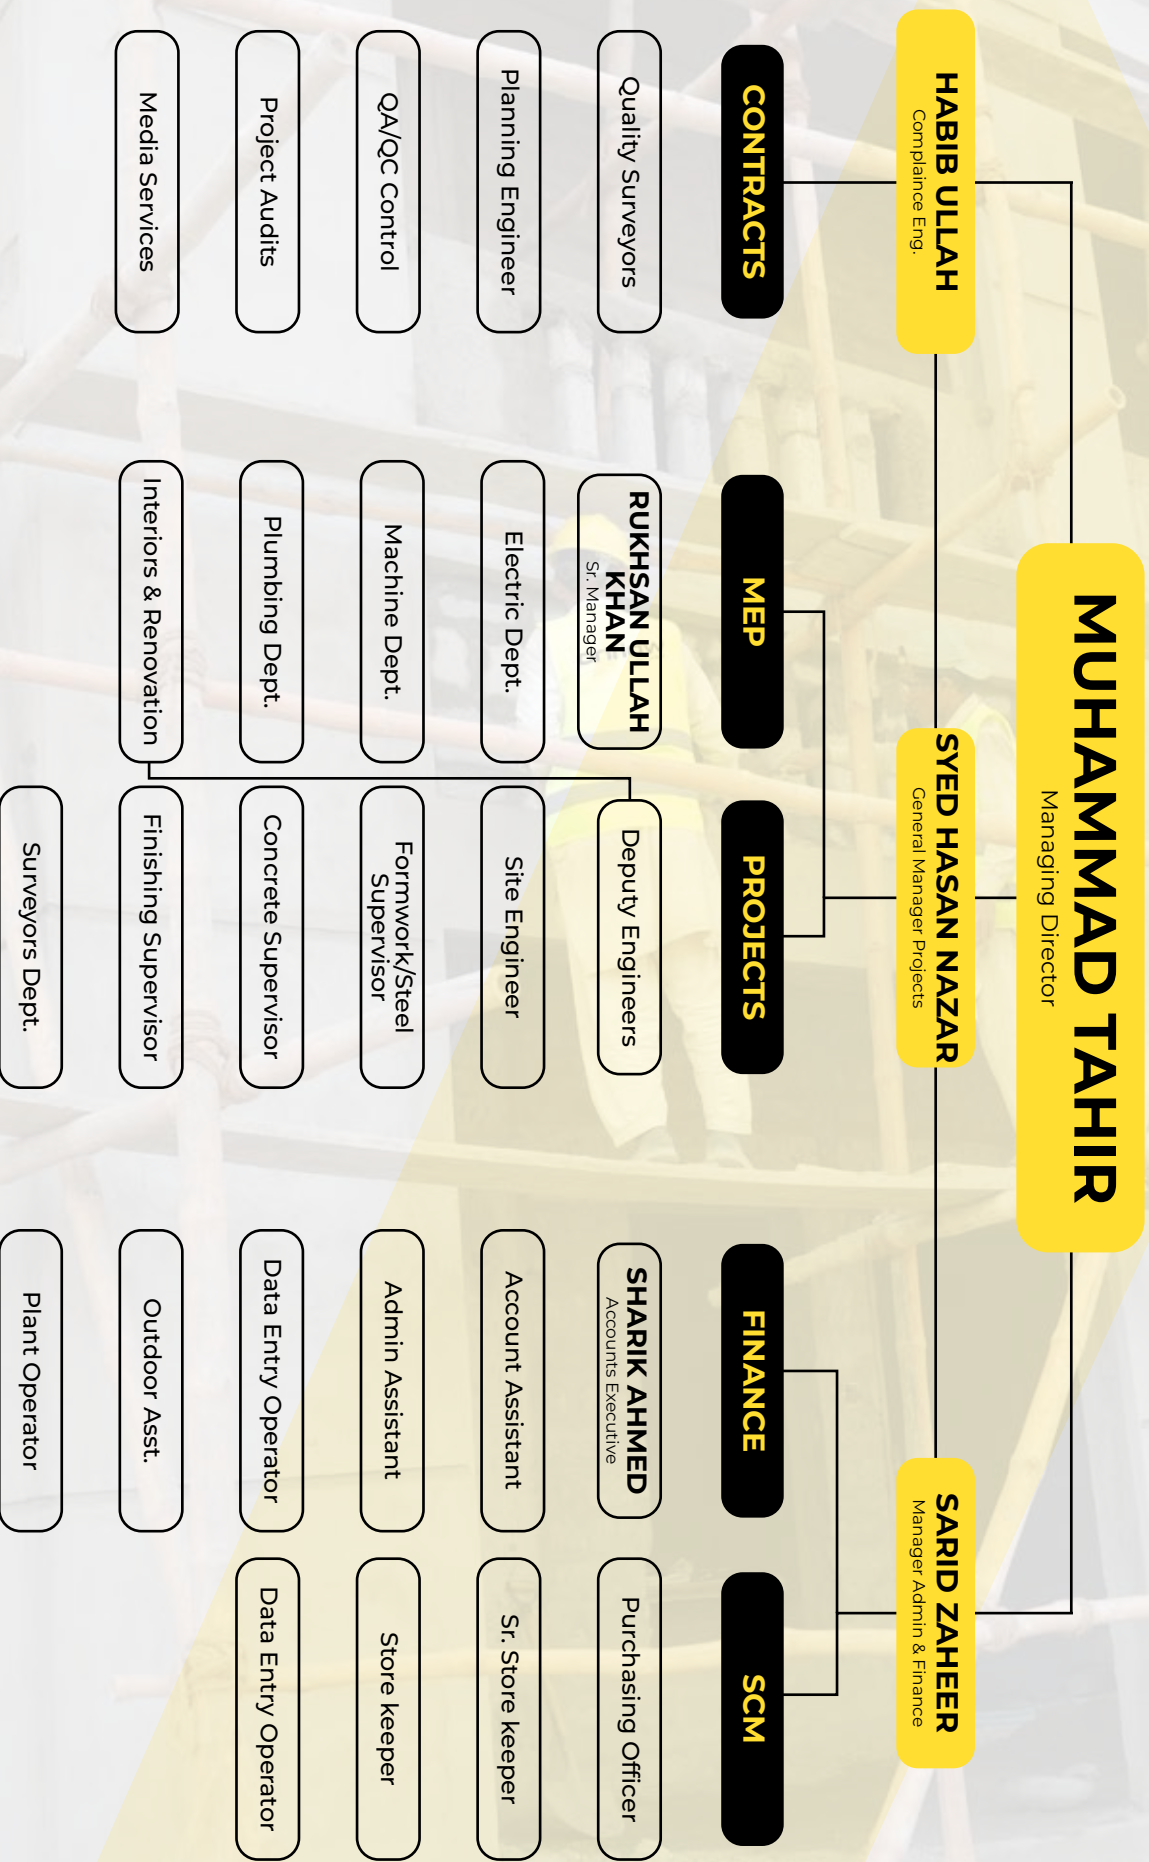 MUHAMMAD TAHIR
Managing Director
HABIB ULLAH
Complaince Eng.
SYED HASAN NAZAR
General Manager Projects
SARID ZAHEER
Manager Admin & Finance
CONTRACTS
Quality Surveyors
Planning Engineer
QA/QC Control
Project Audits
Media Services
MEP
RUKHSAN ULLAH
KHAN
Sr. Manager
Electric Dept.
Machine Dept.
Plumbing Dept.
Interiors & Renovation
PROJECTS
Deputy Engineers
Site Engineer
Formwork/Steel
Supervisor
Concrete Supervisor
Finishing Supervisor
Surveyors Dept.
FINANCE
SHARIK AHMED
Accounts Executive
Account Assistant
Admin Assistant
Data Entry Operator
Outdoor Asst.
Plant Operator
SCM
Purchasing Officer
Sr. Store keeper
Store keeper
Data Entry Operator